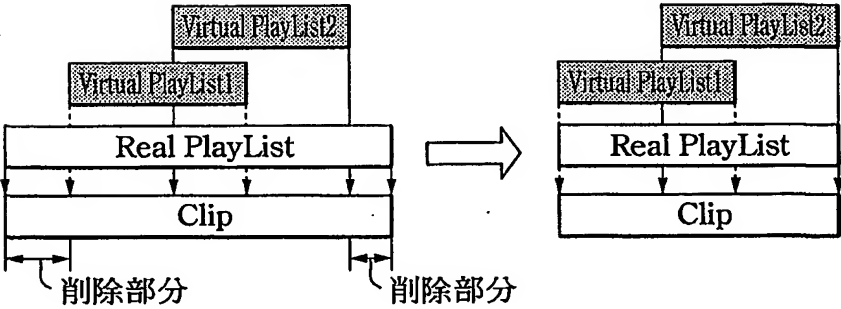 Virtual PlayList2
Virtual PlayList1
Real PlayList
Clip
削除部分
削除部分
Virtual PlayList2
Virtual PlayList1
Real PlayList
Clip